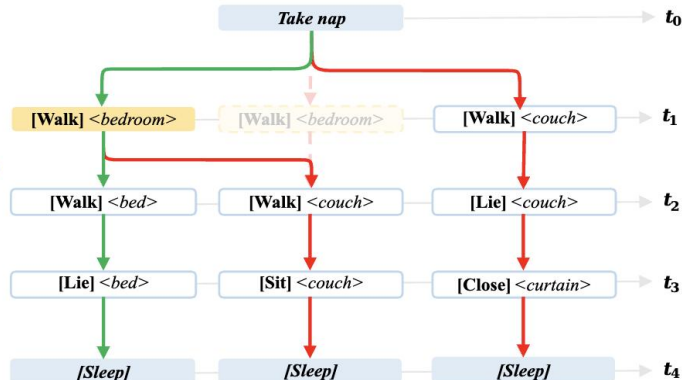 Take nap t₀
[Walk] <bedroom> [Walk] <bedroom> [Walk] <couch> t₁
[Walk] <bed> [Walk] <couch> [Lie] <couch> t₂
[Lie] <bed> [Sit] <couch> [Close] <curtain> t₃
[Sleep] [Sleep] [Sleep] t₄